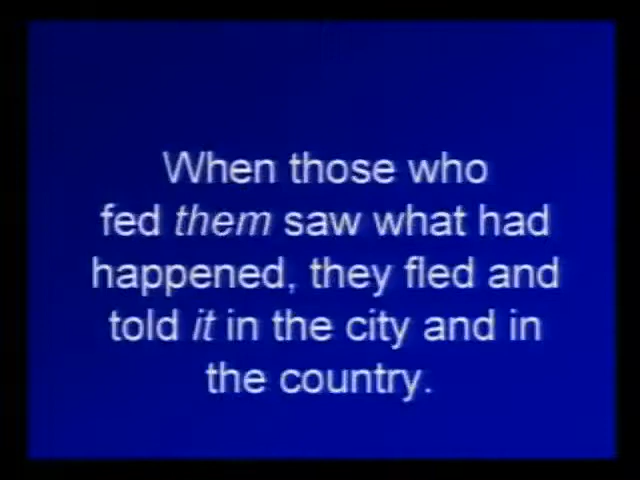 When those who
fed them saw what had
happened, they fled and
told it in the city and in
the country.